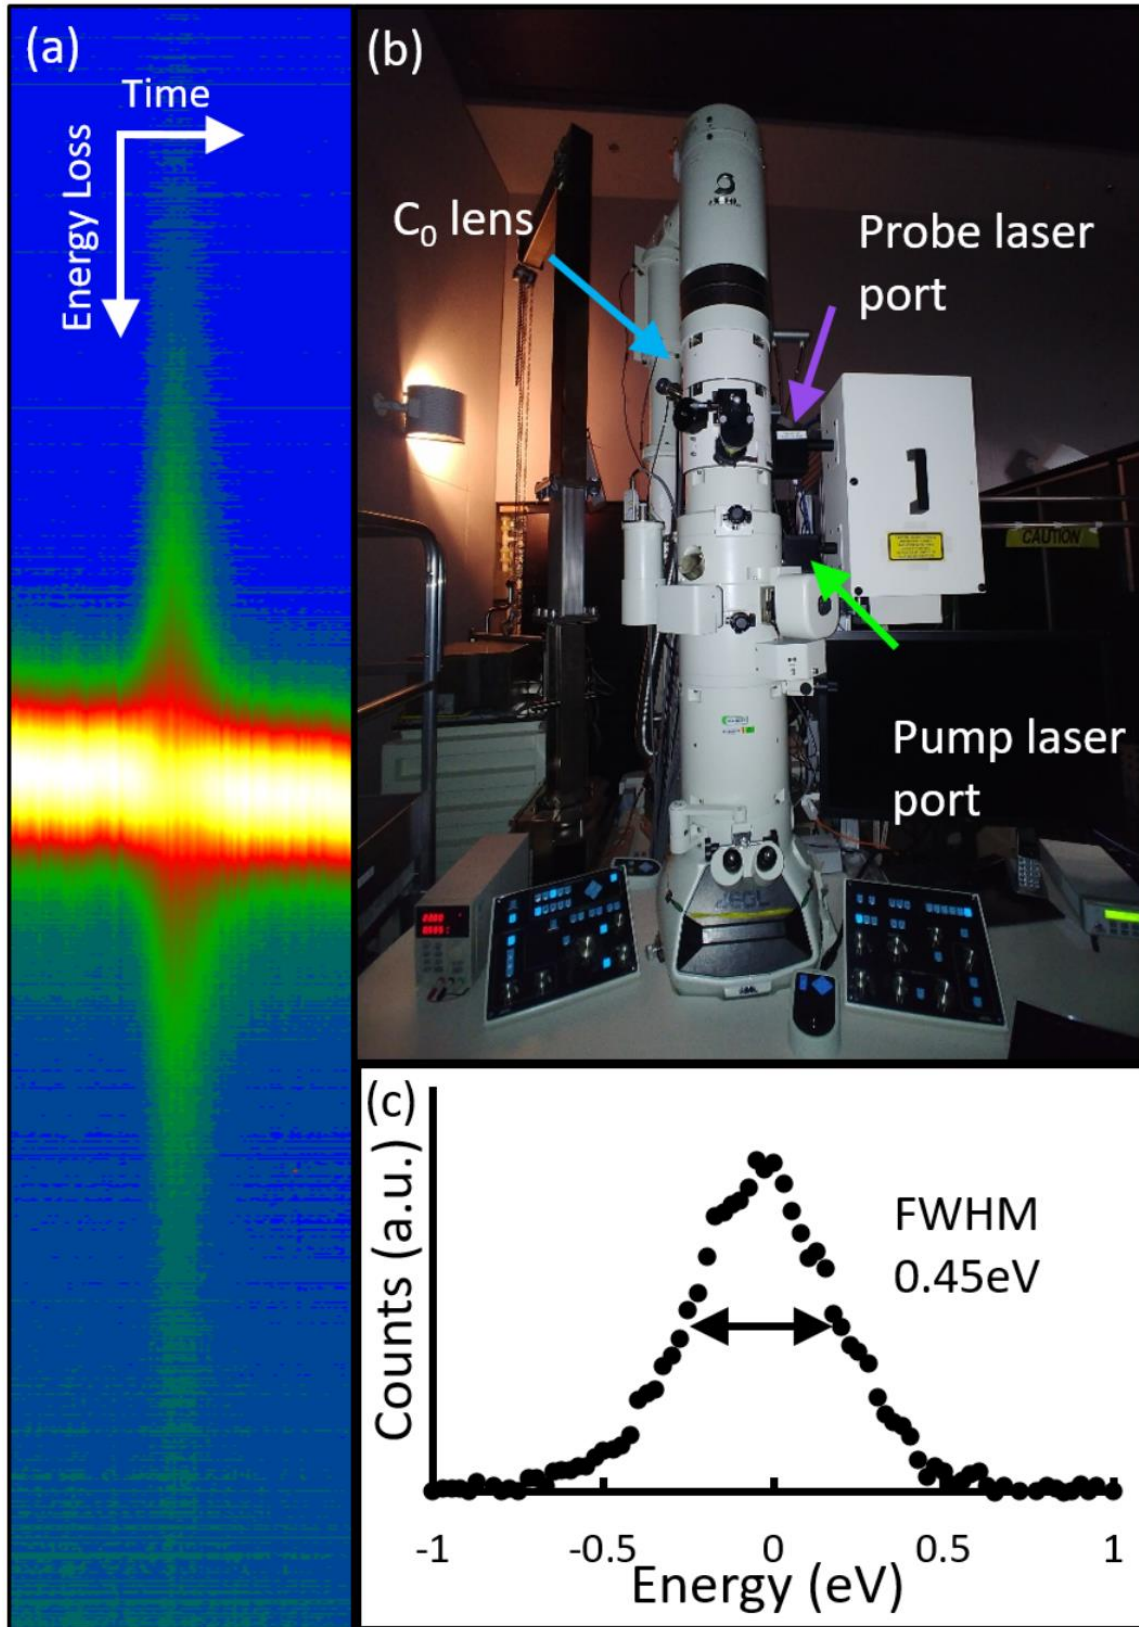 (a)
Time
Energy Loss
(b)
C₀ lens
Probe laser
port
CAUTION
Pump laser
port
JEOL
(c)
Counts (a.u.)
FWHM
0.45eV
-1
-0.5
0
0.5
1
Energy (eV)